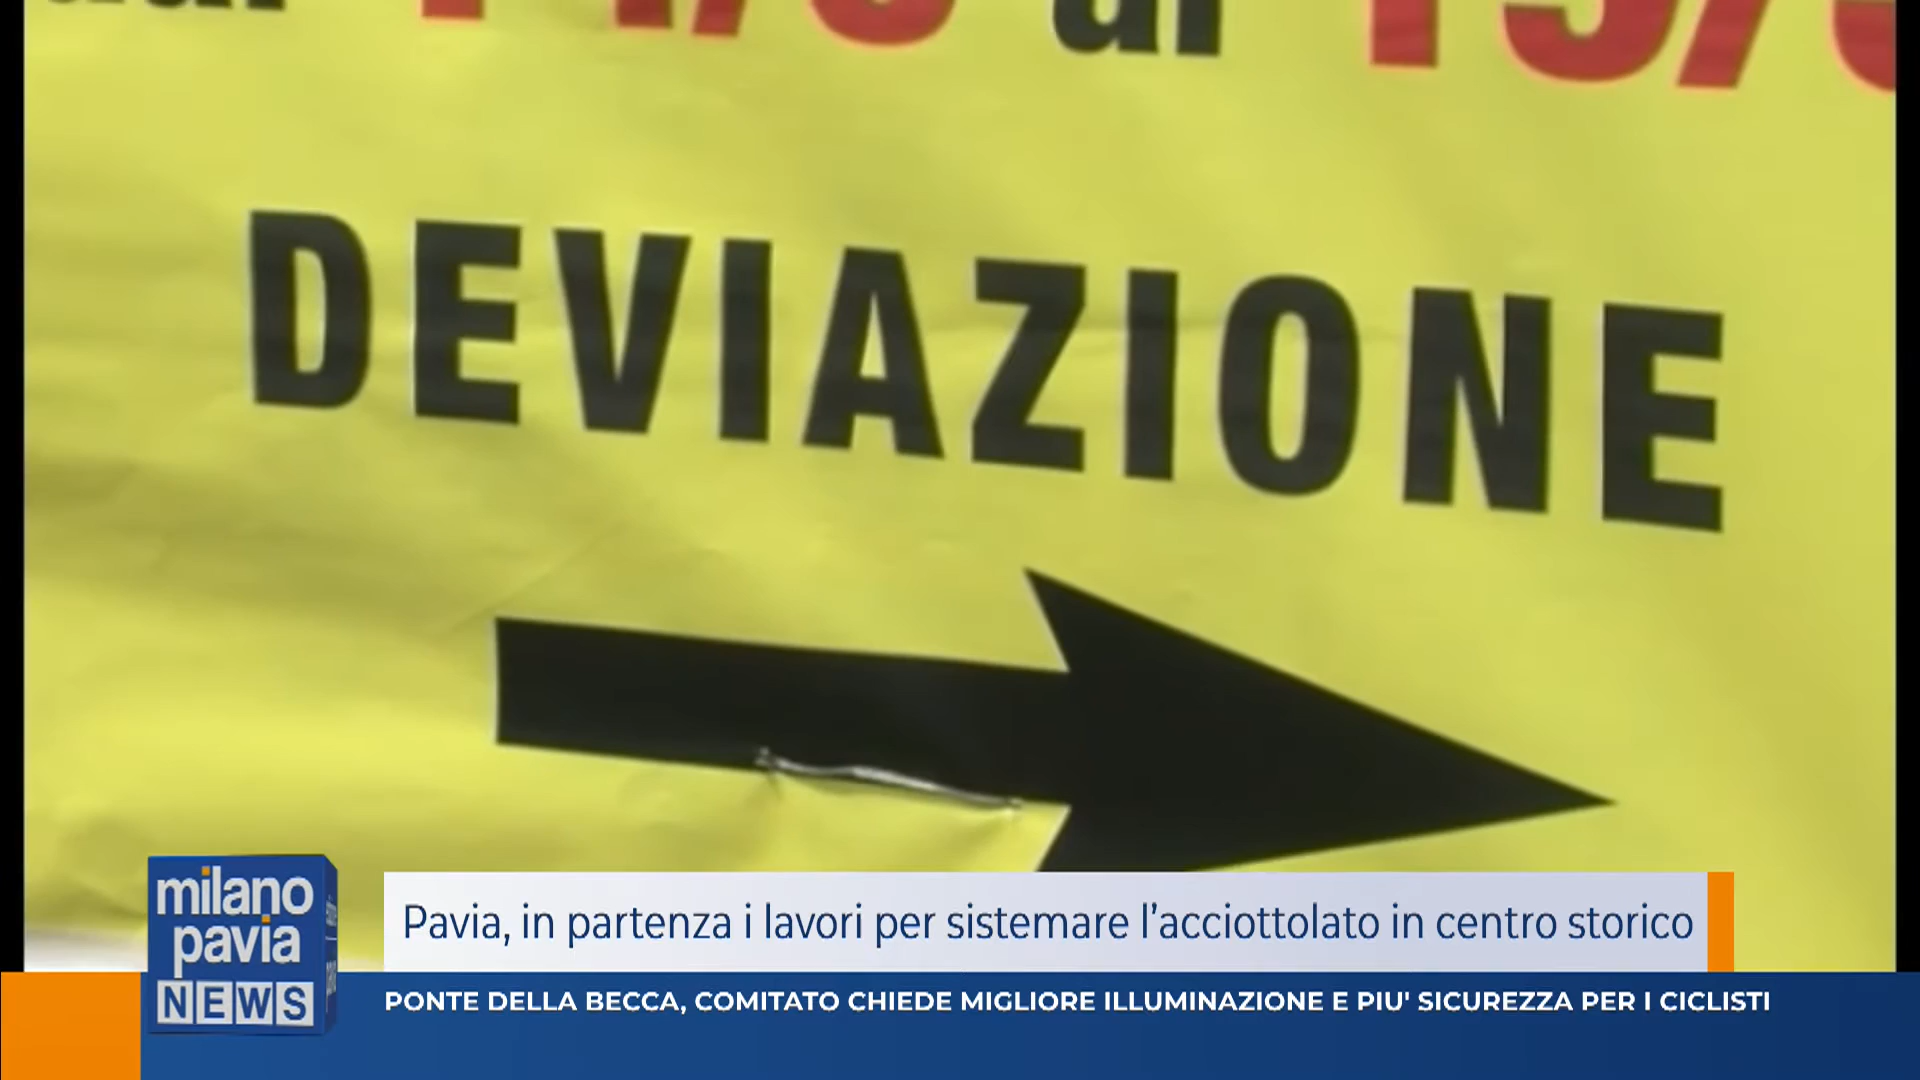 DEVIAZIONE
Pavia, in partenza i lavori per sistemare l’acciottolato in centro storico
milano
pavia
NEWS
PONTE DELLA BECCA, COMITATO CHIEDE MIGLIORE ILLUMINAZIONE E PIU' SICUREZZA PER I CICLISTI